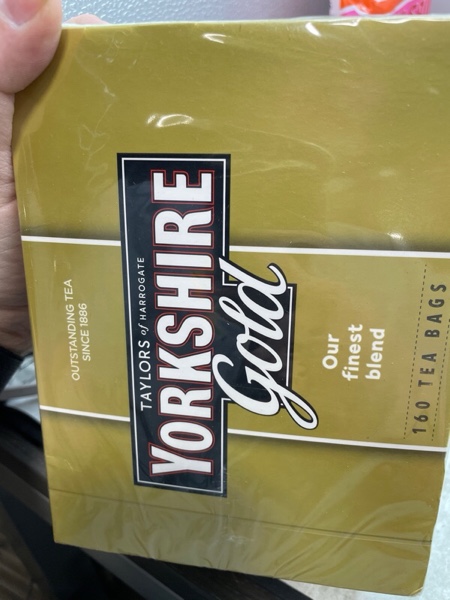 OUTSTANDING TEA
SINCE 1886
TAYLORS of HARROGATE
YORKSHIRE
Gold
Our
finest
blend
160 TEA BAGS